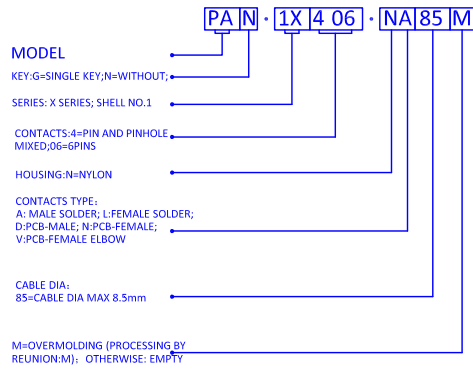 PA N · 1X 4 06 · NA 85 M
MODEL
KEY:G=SINGLE KEY;N=WITHOUT;
SERIES: X SERIES; SHELL NO.1
CONTACTS:4=PIN AND PINHOLE
MIXED;06=6PINS
HOUSING:N=NYLON
CONTACTS TYPE:
A: MALE SOLDER; L:FEMALE SOLDER;
D:PCB-MALE; N:PCB-FEMALE;
V:PCB-FEMALE ELBOW
CABLE DIA:
85=CABLE DIA MAX 8.5mm
M=OVERMOLDING (PROCESSING BY
REUNION:M); OTHERWISE: EMPTY